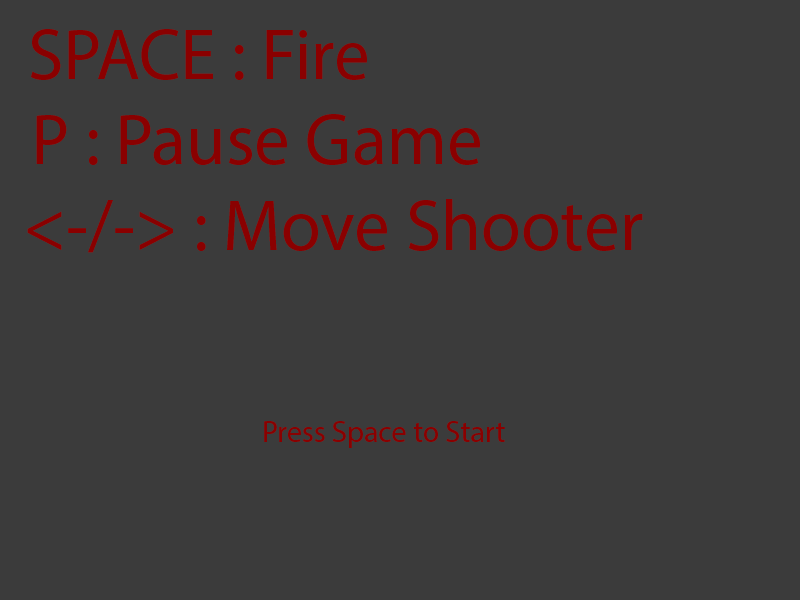 SPACE : Fire
P : Pause Game
<-/-> : Move Shooter
Press Space to Start